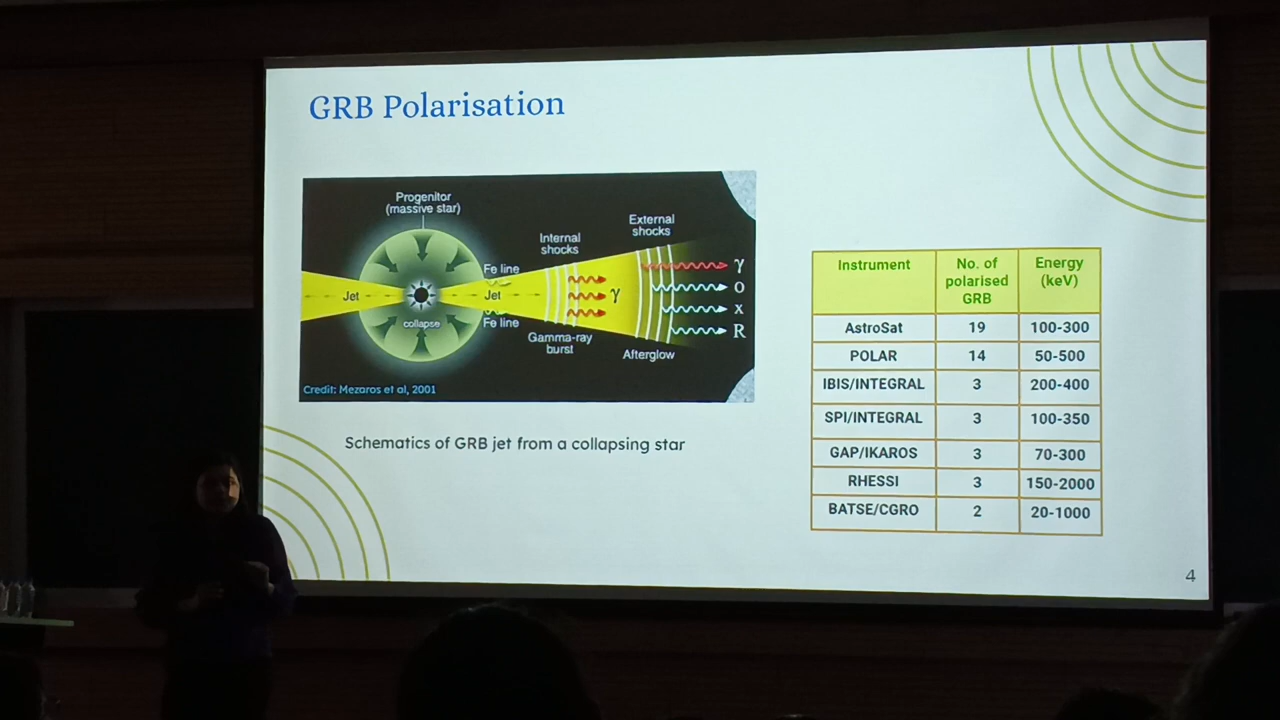 GRB Polarisation
Progenitor
(massive star)
External
shocks
Internal
shocks
Fe line
γ
Jet
Jet
γ
O
X
collapse
Fe line
R
Gamma-ray
burst
Afterglow
Credit: Mezaros et al, 2001
Schematics of GRB jet from a collapsing star
Instrument No. of polarised GRB Energy (keV)
AstroSat 19 100-300
POLAR 14 50-500
IBIS/INTEGRAL 3 200-400
SPI/INTEGRAL 3 100-350
GAP/IKAROS 3 70-300
RHESSI 3 150-2000
BATSE/CGRO 2 20-1000
4